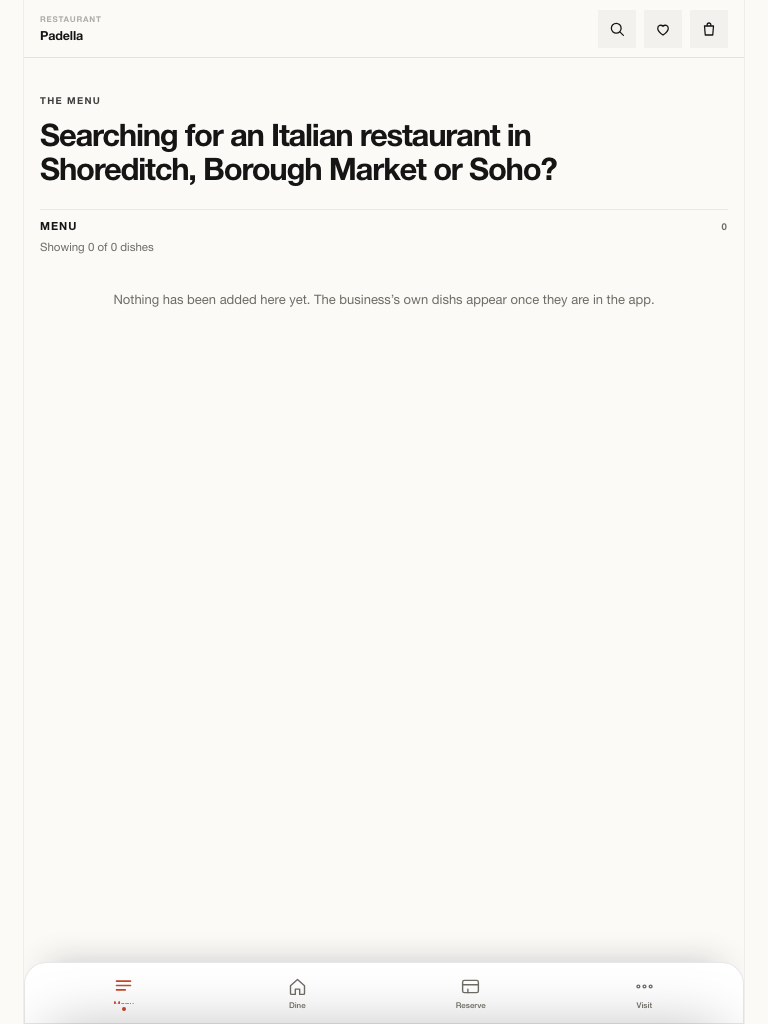 RESTAURANT
Padella
THE MENU
Searching for an Italian restaurant in
Shoreditch, Borough Market or Soho?
MENU
0
Showing 0 of 0 dishes
Nothing has been added here yet. The business’s own dishs appear once they are in the app.
Dine
Reserve
Visit